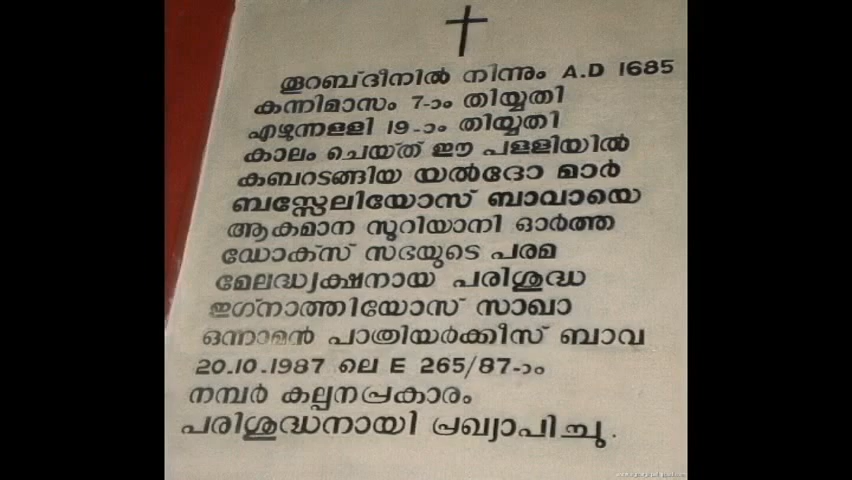 തൂറബ്ദീനിൽ നിന്നും A.D 1685
കന്നിമാസം 7-ാം തിയ്യതി
എഴുന്നള്ളി 19-ാം തിയ്യതി
കാലം ചെയ്ത് ഈ പള്ളിയിൽ
കബറടങ്ങിയ യൽദോ മാർ
ബസ്സേലിയോസ് ബാവായെ
ആകമാന സുറിയാനി ഓർത്ത
ഡോക്സ് സഭയുടെ പരമ
മേലദ്ധ്യക്ഷനായ പരിശുദ്ധ
ഇഗ്നാത്തിയോസ് സാഖാ
ഒന്നാമൻ പാത്രിയർക്കീസ് ബാവ
20.10.1987 ലെ E 265/87-ാം
നമ്പർ കല്പനപ്രകാരം
പരിശുദ്ധനായി പ്രഖ്യാപിച്ചു.